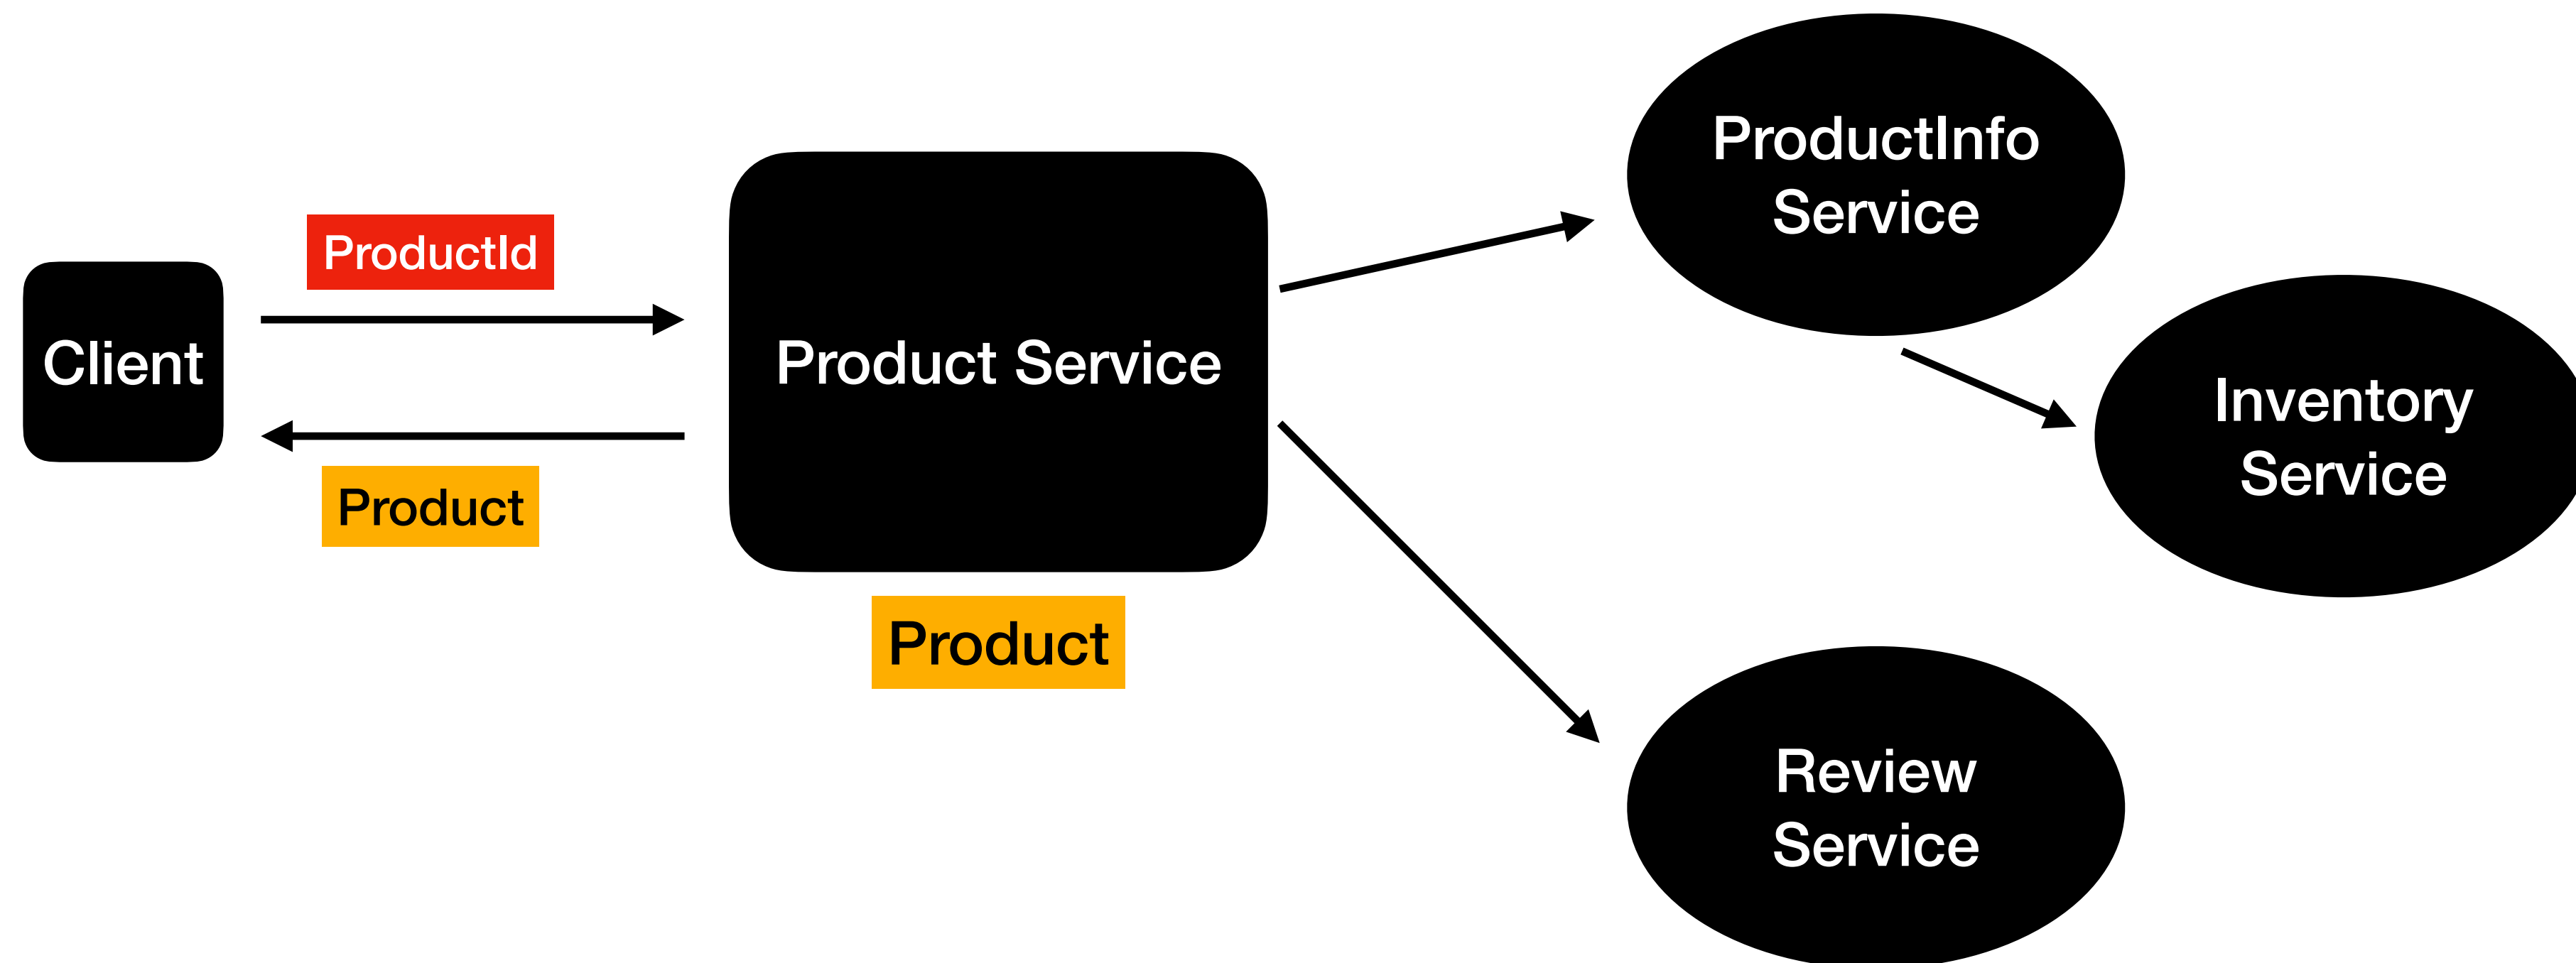 Client
ProductId
Product
Product Service
Product
ProductInfo
Service
Inventory
Service
Review
Service